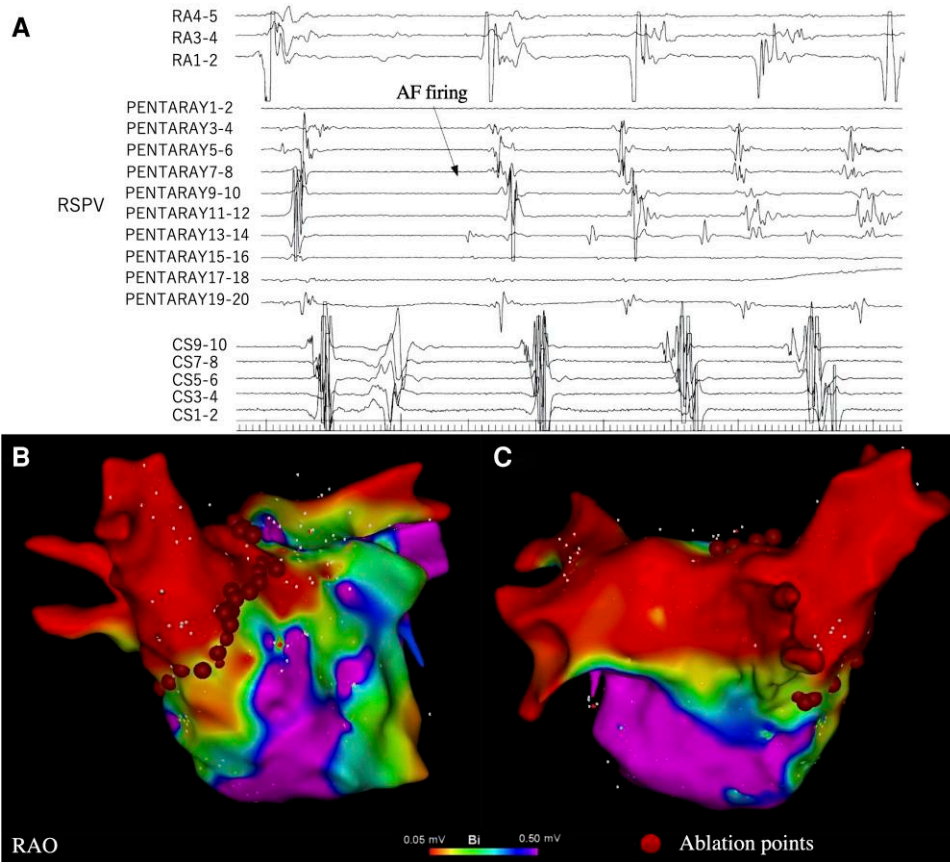 A
RA4-5
RA3-4
RA1-2
AF firing
PENTARAY1-2
PENTARAY3-4
PENTARAY5-6
PENTARAY7-8
PENTARAY9-10
RSPV
PENTARAY11-12
PENTARAY13-14
PENTARAY15-16
PENTARAY17-18
PENTARAY19-20
CS9-10
CS7-8
CS5-6
CS3-4
CS1-2
B
C
RAO
0.05 mV Bi 0.50 mV
Ablation points